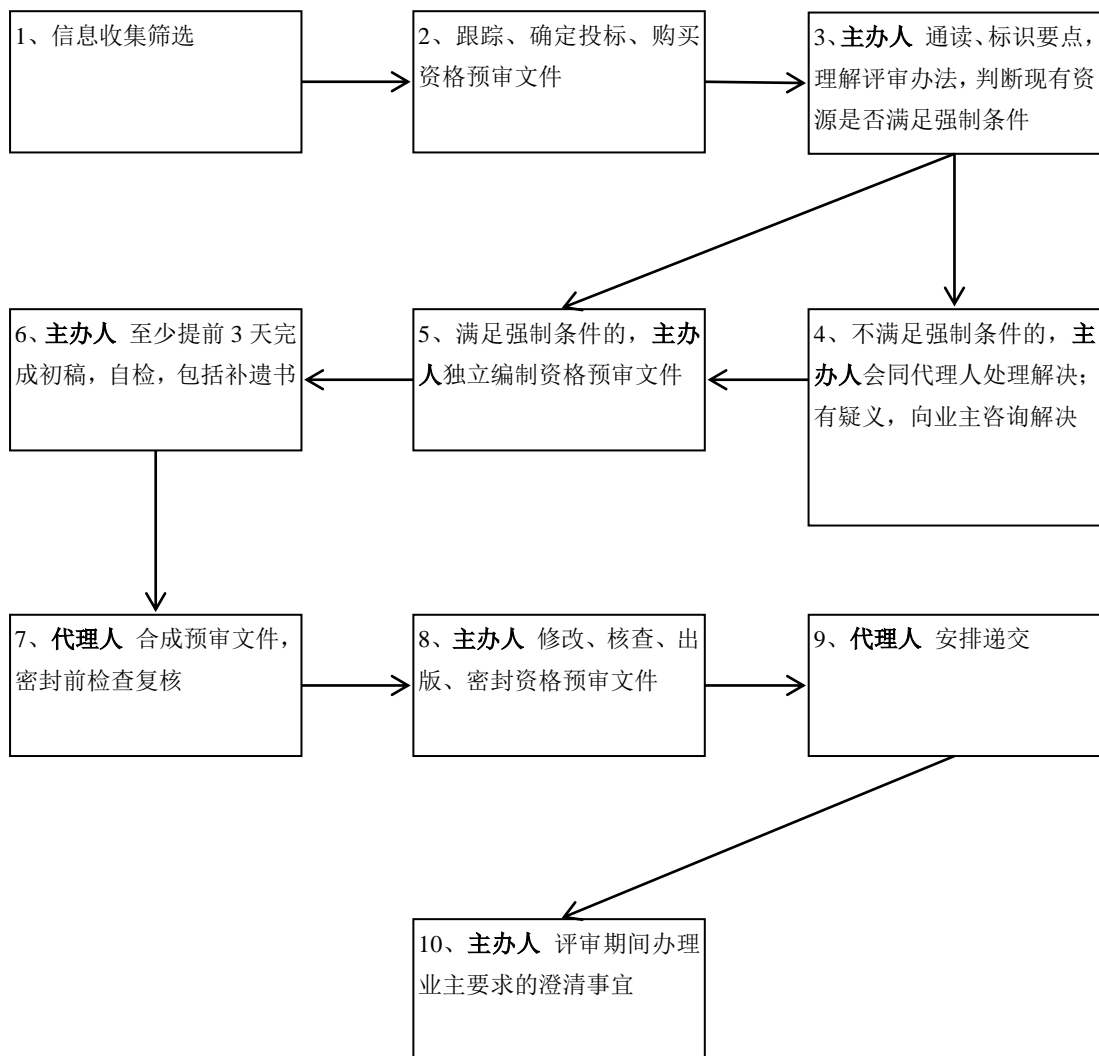 1、信息收集筛选
2、跟踪、确定投标、购买
资格预审文件
3、主办人 通读、标识要点，
理解评审办法，判断现有资
源是否满足强制条件
4、不满足强制条件的，主
办人会同代理人处理解决；
有疑义，向业主咨询解决
5、满足强制条件的，主办
人独立编制资格预审文件
6、主办人 至少提前 3 天完
成初稿，自检，包括补遗书
7、代理人 合成预审文件，
密封前检查复核
8、主办人 修改、核查、出
版、密封资格预审文件
9、代理人 安排递交
10、主办人 评审期间办理
业主要求的澄清事宜